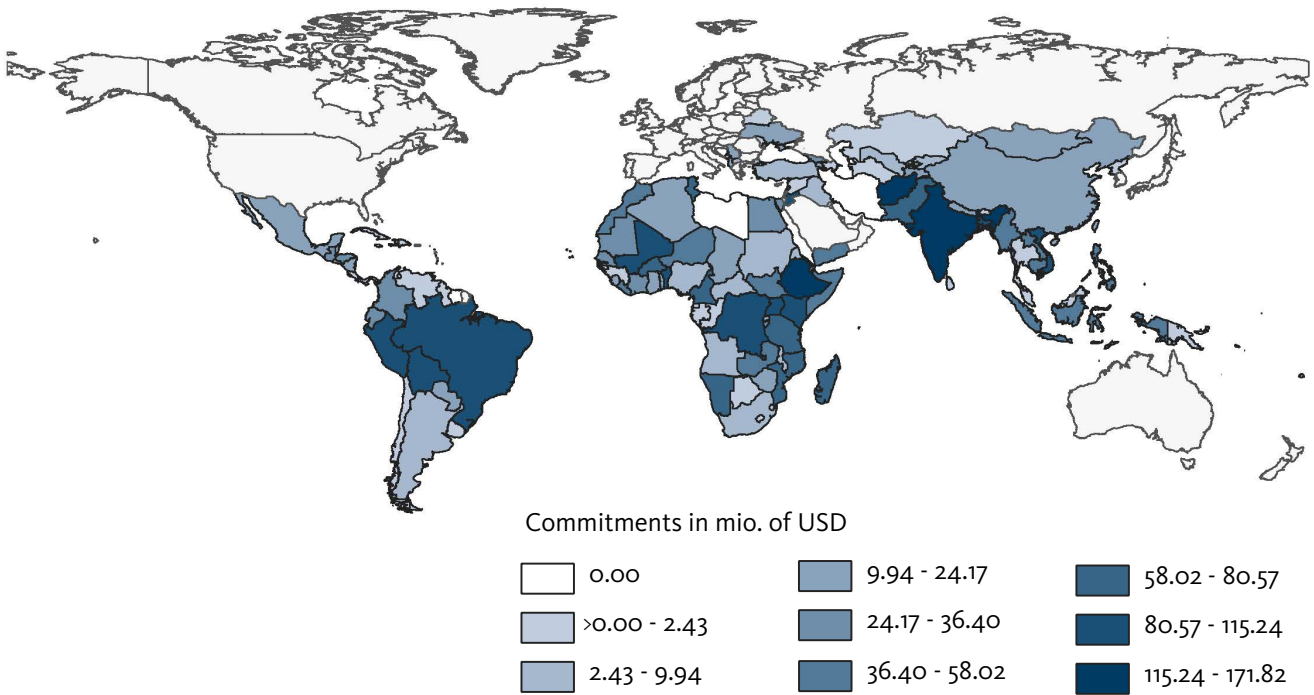 Commitments in mio. of USD
0.00
>0.00 - 2.43
2.43 - 9.94
9.94 - 24.17
24.17 - 36.40
36.40 - 58.02
58.02 - 80.57
80.57 - 115.24
115.24 - 171.82